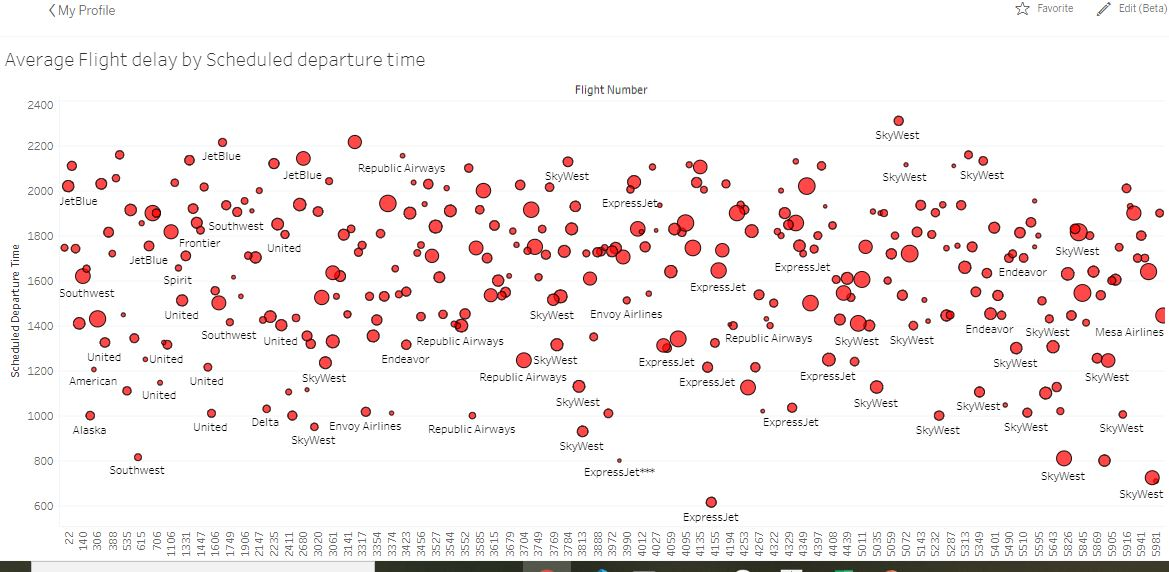 My Profile
Favorite
Edit (Beta)
Average Flight delay by Scheduled departure time
Flight Number
Scheduled Departure Time
2400
2200
2000
1800
1600
1400
1200
1000
800
600
SkyWest
JetBlue
Republic Airways
JetBlue
SkyWest
SkyWest
SkyWest
JetBlue
ExpressJet
Southwest
Frontier
United
SkyWest
JetBlue
ExpressJet
Endeavor
Spirit
Southwest
ExpressJet
United
SkyWest
Envoy Airlines
SkyWest
Endeavor
Mesa Airlines
Southwest
United
Republic Airways
Republic Airways
SkyWest
SkyWest
United
United
Endeavor
SkyWest
ExpressJet
American
United
SkyWest
Republic Airways
ExpressJet
ExpressJet
SkyWest
United
SkyWest
SkyWest
Alaska
United
Delta
Envoy Airlines
Republic Airways
ExpressJet
SkyWest
SkyWest
SkyWest
SkyWest
SkyWest
Southwest
ExpressJet***
SkyWest
SkyWest
ExpressJet
22 140 306 388 535 615 706 1106 1331 1447 1606 1749 1906 2147 2235 2411 2680 3020 3061 3141 3317 3354 3374 3423 3456 3527 3544 3552 3585 3615 3679 3704 3749 3769 3784 3813 3888 3972 3990 4027 4059 4095 4135 4155 4194 4253 4267 4322 4329 4349 4397 4408 4439 5011 5035 5059 5072 5143 5232 5287 5313 5349 5401 5490 5510 5595 5643 5826 5845 5869 5905 5916 5941 5981